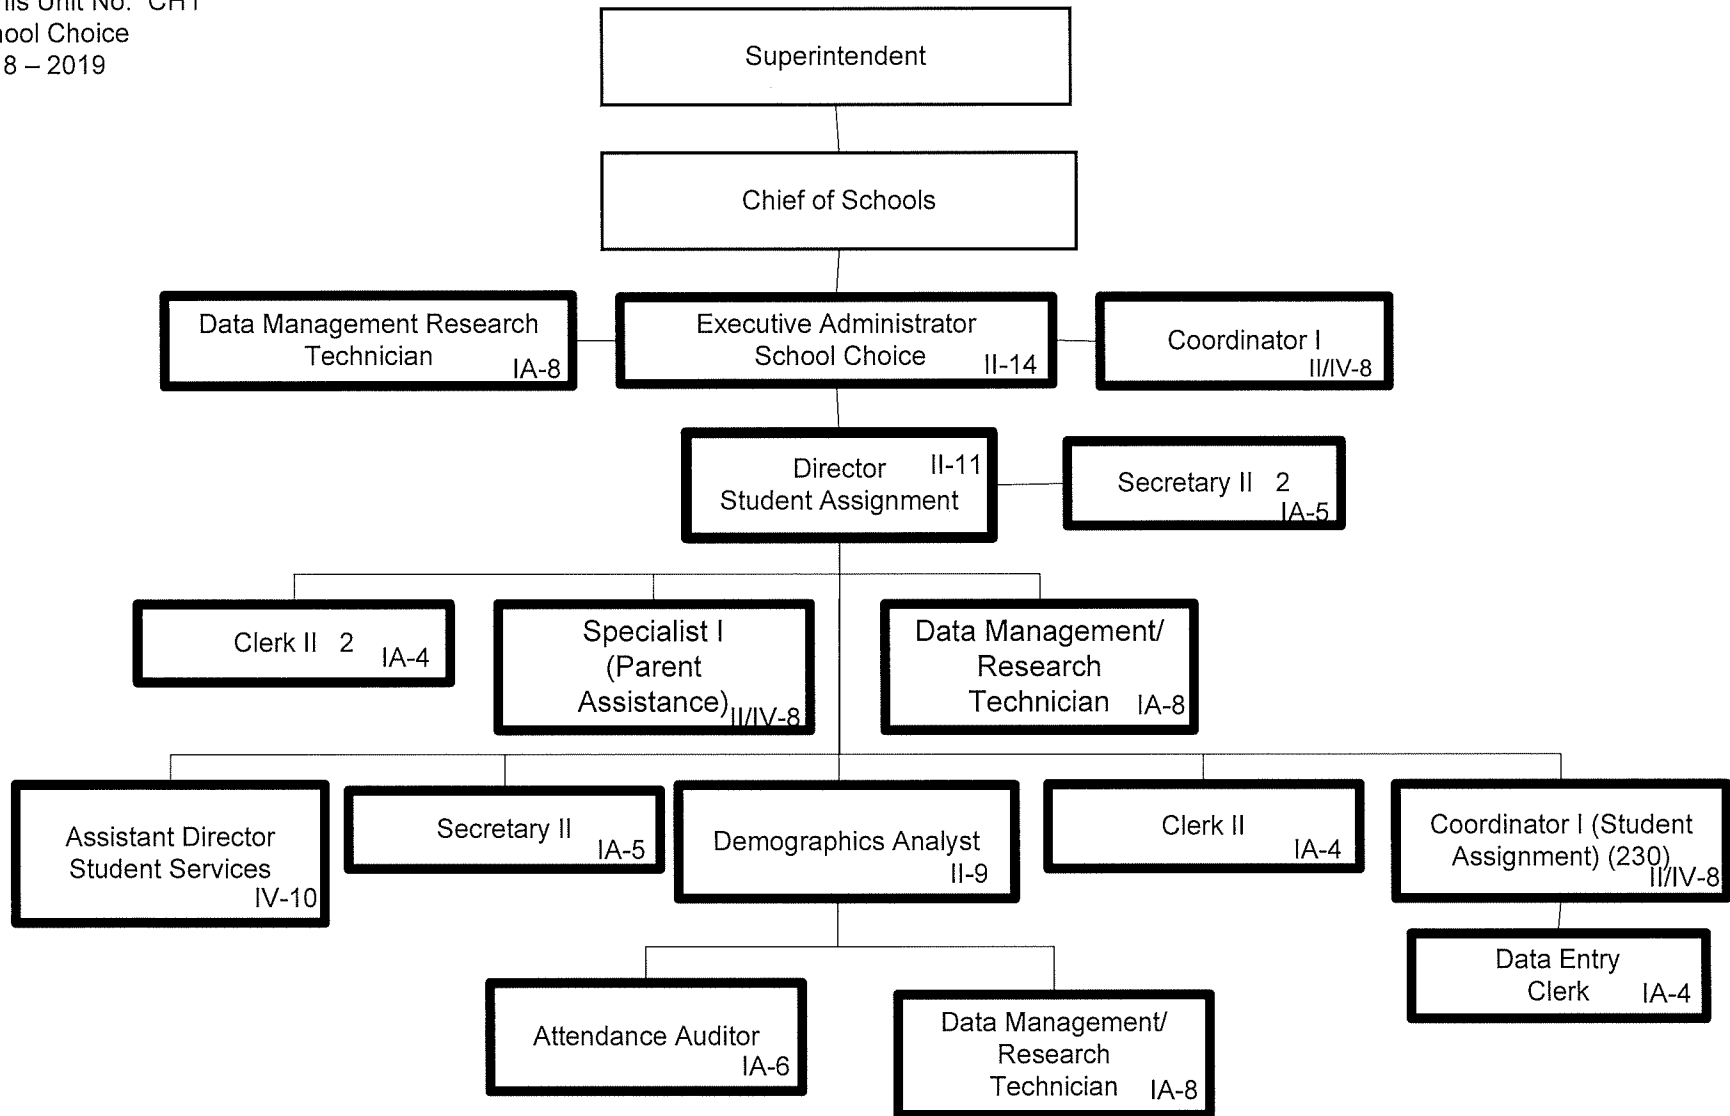 Unit No. CH1
Choice
8 – 2019
Superintendent
Chief of Schools
Data Management Research
Technician
IA-8
Executive Administrator
School Choice
II-14
Coordinator I
II/IV-8
Director
II-11
Student Assignment
Secretary II 2
IA-5
Clerk II 2
IA-4
Specialist I
(Parent
Assistance)
II/IV-8
Data Management/
Research
Technician
IA-8
Assistant Director
Student Services
IV-10
Secretary II
IA-5
Demographics Analyst
II-9
Clerk II
IA-4
Coordinator I (Student
Assignment) (230)
II/IV-8
Data Entry
Clerk
IA-4
Attendance Auditor
IA-6
Data Management/
Research
Technician
IA-8